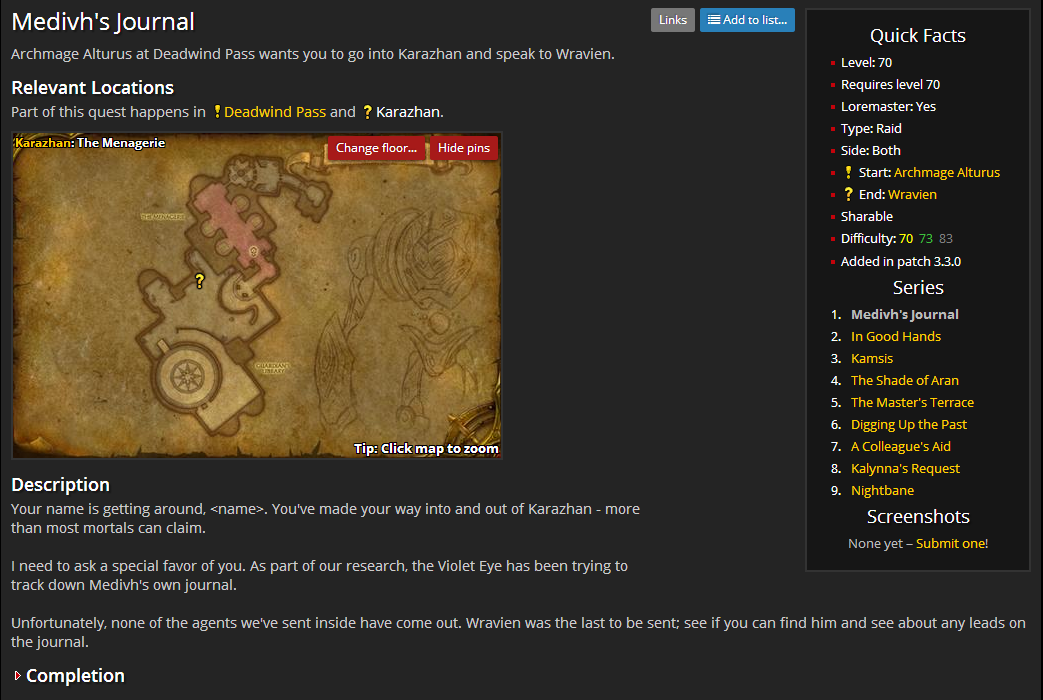 Medivh's Journal
Links
Add to list...
Archmage Alturus at Deadwind Pass wants you to go into Karazhan and speak to Wravien.
Relevant Locations
Part of this quest happens in ! Deadwind Pass and ? Karazhan.
Karazhan: The Menagerie
Change floor...
Hide pins
THE MENAGERIE
?
GUARDIAN'S LIBRARY
Tip: Click map to zoom
Description
Your name is getting around, <name>. You've made your way into and out of Karazhan - more
than most mortals can claim.
I need to ask a special favor of you. As part of our research, the Violet Eye has been trying to
track down Medivh's own journal.
Unfortunately, none of the agents we've sent inside have come out. Wravien was the last to be sent; see if you can find him and see about any leads on
the journal.
Completion
Quick Facts
Level: 70
Requires level 70
Loremaster: Yes
Type: Raid
Side: Both
! Start: Archmage Alturus
? End: Wravien
Sharable
Difficulty: 70 73 83
Added in patch 3.3.0
Series
1. Medivh's Journal
2. In Good Hands
3. Kamsis
4. The Shade of Aran
5. The Master's Terrace
6. Digging Up the Past
7. A Colleague's Aid
8. Kalynna's Request
9. Nightbane
Screenshots
None yet – Submit one!